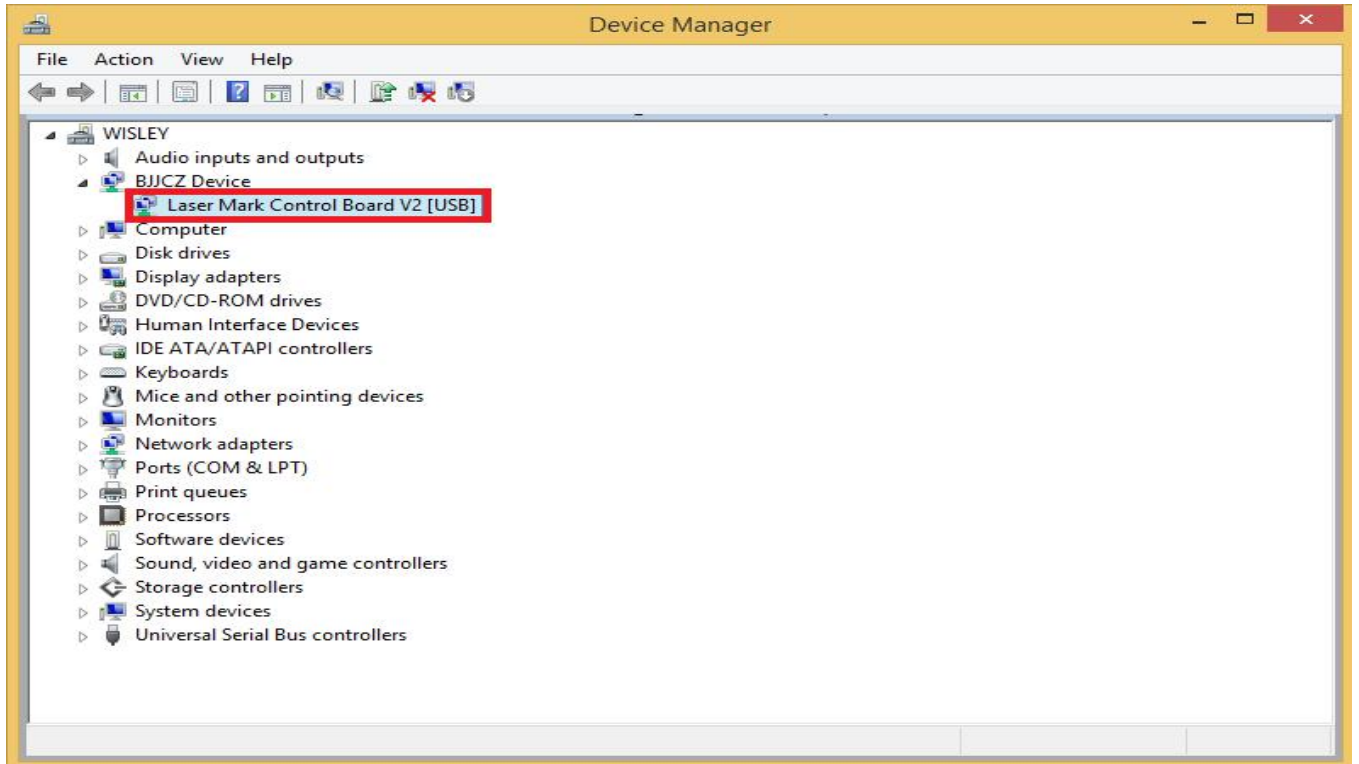 Device Manager
File Action View Help
WISLEY
Audio inputs and outputs
BJJCZ Device
Laser Mark Control Board V2 [USB]
Computer
Disk drives
Display adapters
DVD/CD-ROM drives
Human Interface Devices
IDE ATA/ATAPI controllers
Keyboards
Mice and other pointing devices
Monitors
Network adapters
Ports (COM & LPT)
Print queues
Processors
Software devices
Sound, video and game controllers
Storage controllers
System devices
Universal Serial Bus controllers